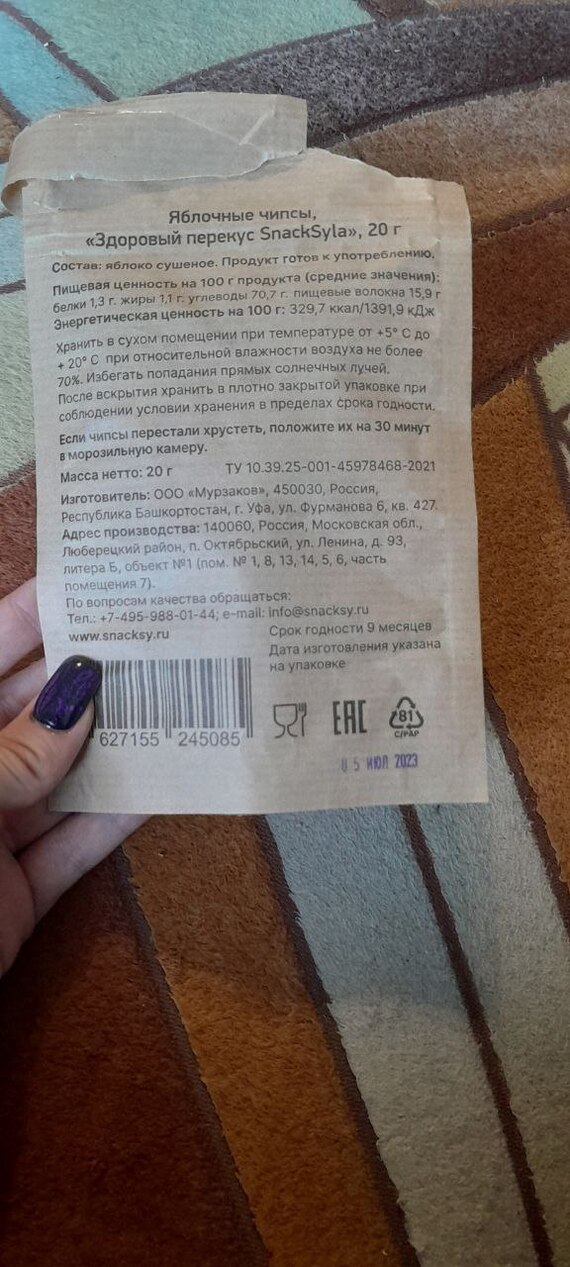 Яблочные чипсы,
«Здоровый перекус SnackSyla», 20 г
Состав: яблоко сушеное. Продукт готов к употреблению.
Пищевая ценность на 100 г продукта (средние значения):
белки 1,3 г. жиры 1,1 г. углеводы 70,7 г. пищевые волокна 15,9 г
Энергетическая ценность на 100 г: 329,7 ккал/1391,9 кДж
Хранить в сухом помещении при температуре от +5° С до
+ 20° С при относительной влажности воздуха не более
70%. Избегать попадания прямых солнечных лучей.
После вскрытия хранить в плотно закрытой упаковке при
соблюдении условии хранения в пределах срока годности.
Если чипсы перестали хрустеть, положите их на 30 минут
в морозильную камеру.
Масса нетто: 20 г ТУ 10.39.25-001-45978468-2021
Изготовитель: ООО «Мурзаков», 450030, Россия,
Республика Башкортостан, г. Уфа, ул. Фурманова 6, кв. 427.
Адрес производства: 140060, Россия, Московская обл.,
Люберецкий район, п. Октябрьский, ул. Ленина, д. 93,
литера Б, объект №1 (пом. № 1, 8, 13, 14, 5, 6, часть
помещения 7).
По вопросам качества обращаться:
Тел.: +7-495-988-01-44; e-mail: info@snacksy.ru
www.snacksy.ru
Срок годности 9 месяцев
Дата изготовления указана
на упаковке
627155 245085
EAC
81
C/PAP
0 5 ИЮЛ 2023